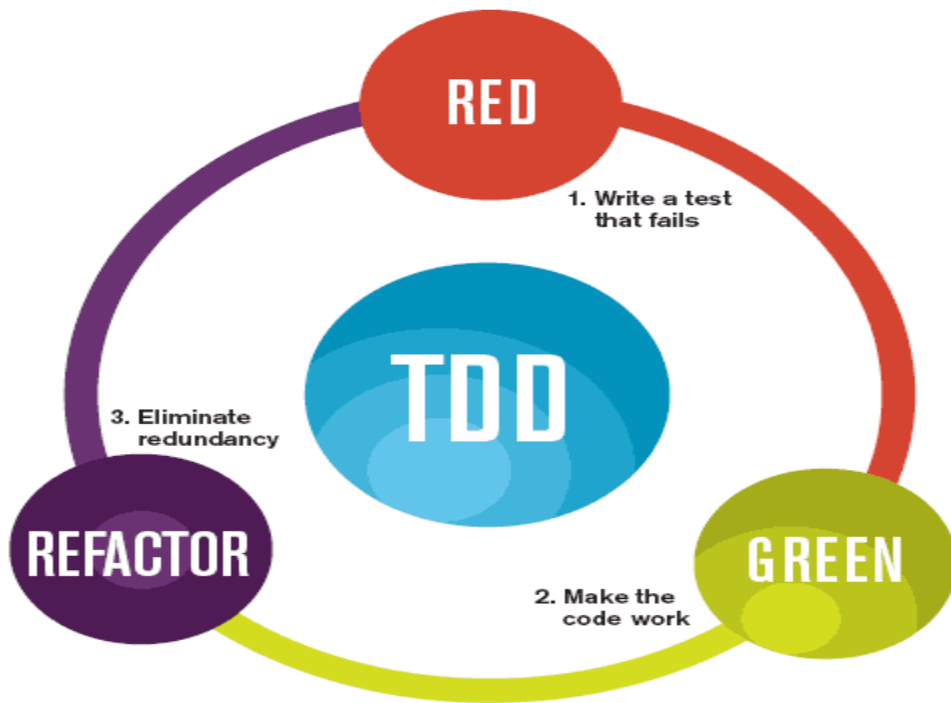 RED
1. Write a test
that fails
TDD
3. Eliminate
redundancy
REFACTOR
GREEN
2. Make the
code work